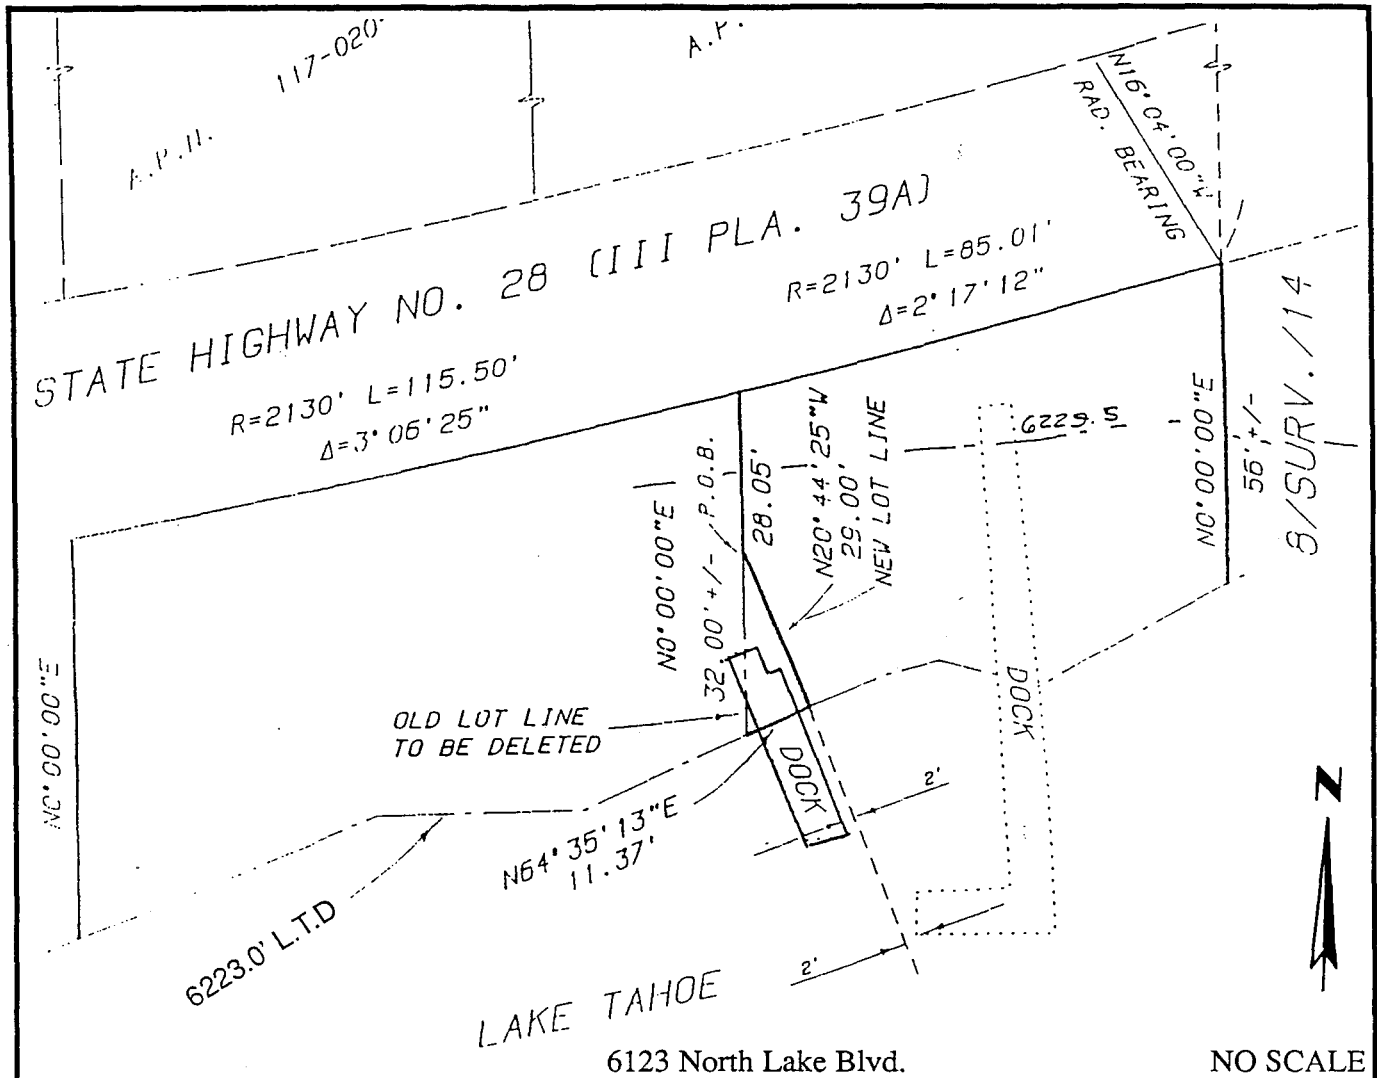 117-020-
A.P.
A.P.N.
N16°04'00"W
RAD. BEARING
STATE HIGHWAY NO. 28 (III PLA. 39A)
R=2130' L=85.01'
Δ=2°17'12"
R=2130' L=115.50'
Δ=3°06'25"
8/SURV./14
N0°00'00"E
56'+/-
6229.5
N0°00'00"E
32.00'+/-
P.O.B.
28.05'
N20°44'25"W
29.00'
NEW LOT LINE
N0°00'00"E
OLD LOT LINE
TO BE DELETED
DOCK
DOCK
2'
N64°35'13"E
11.37'
6223.0' L.T.D
2'
LAKE TAHOE
N
6123 North Lake Blvd.
NO SCALE